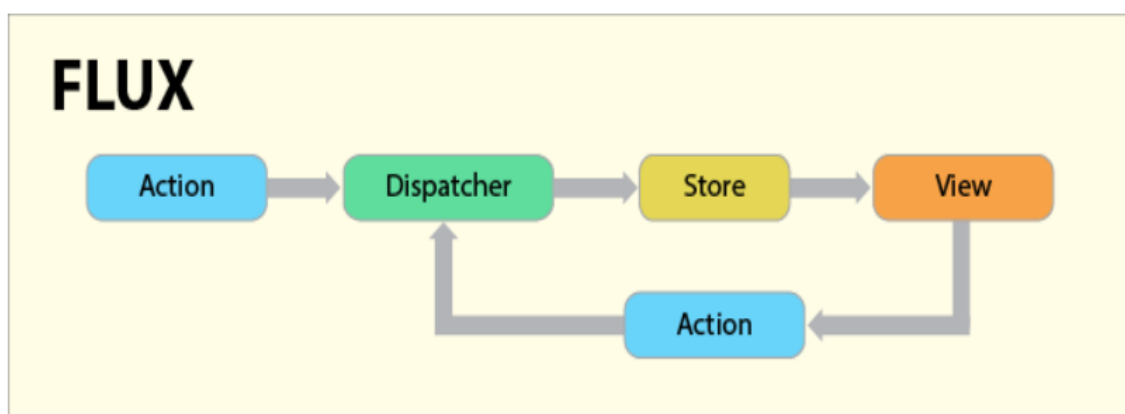 FLUX
Action
Dispatcher
Store
View
Action